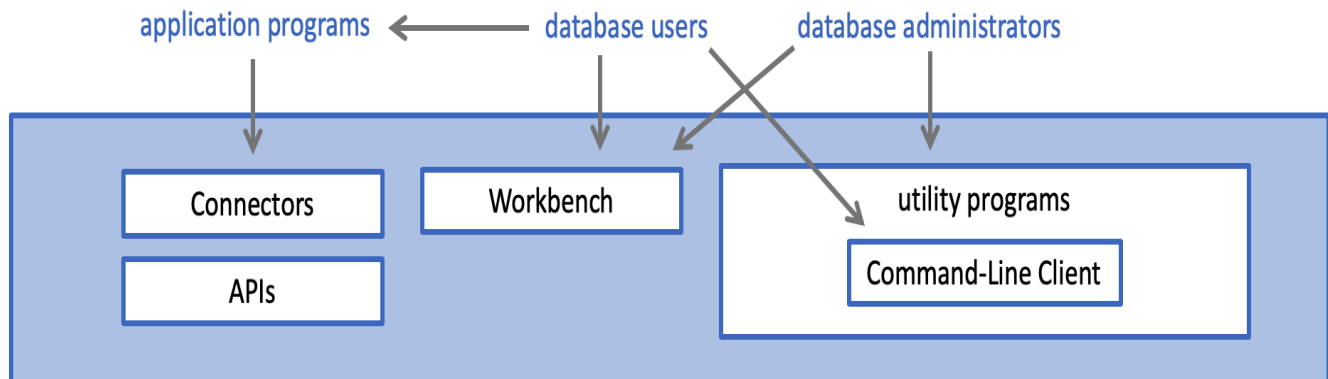 application programs
database users
database administrators
Connectors
Workbench
utility programs
APIs
Command-Line Client